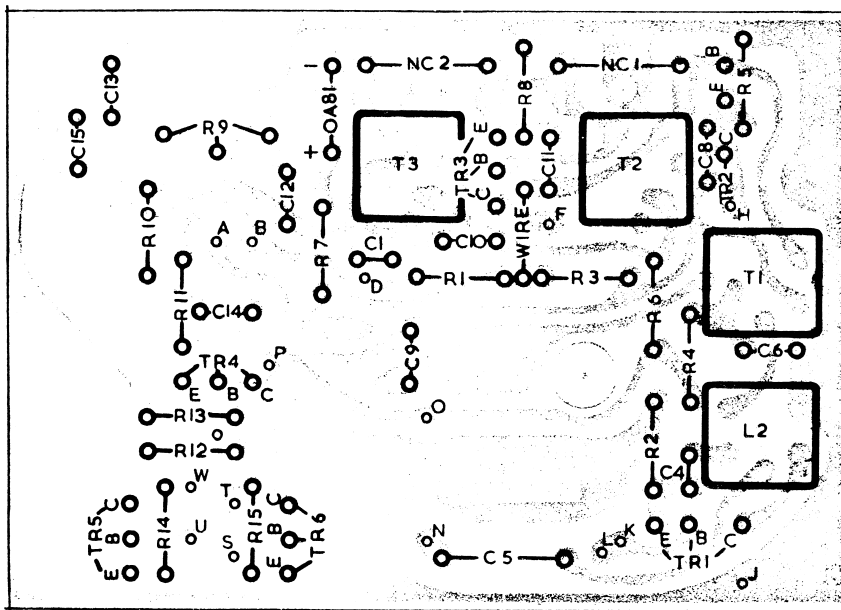 C13
C15
R9
C12
R10
A
B
R11
C14
P
TR4
E
B
C
R13
R12
W
T
U
S
C
TR5
B
E
R14
R15
C
B
TR6
E
-
OA81
+
NC2
T3
R7
C1
D
C10
C9
O
N
C5
E
TR3
B
C
R8
C11
WIRE
F
R1
R3
NC1
T2
B
E
R5
C8
C
TR2
H
T1
R6
R4
C6
R2
C4
L2
L
K
E
B
C
TR1
J